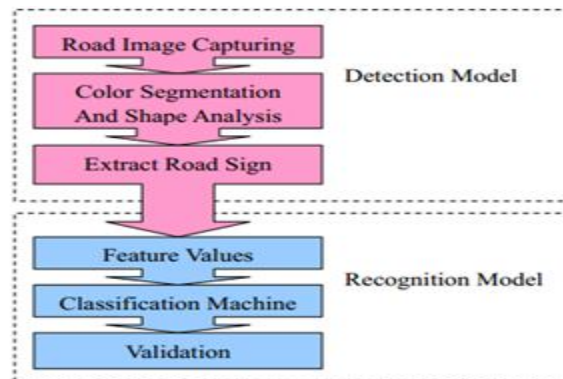 Road Image Capturing
Color Segmentation
And Shape Analysis
Extract Road Sign
Detection Model
Feature Values
Classification Machine
Validation
Recognition Model